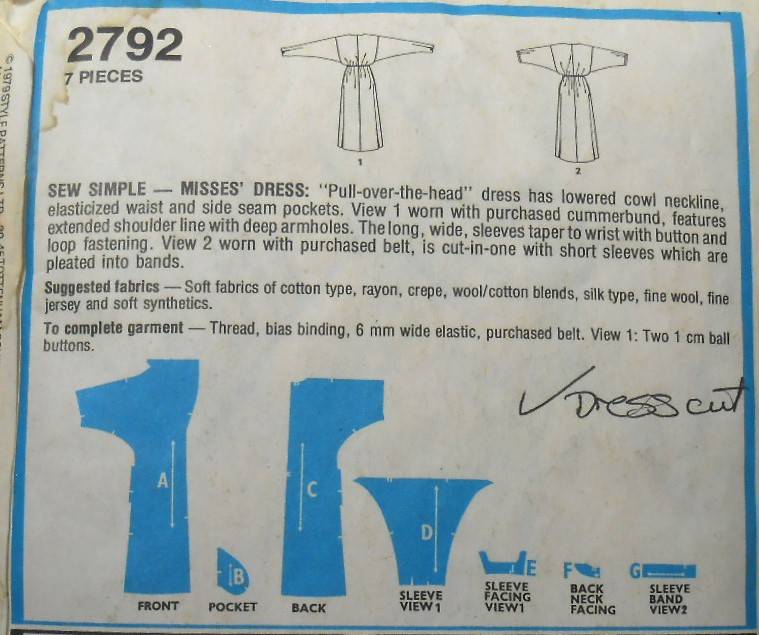 2792
7 PIECES
© 1979 STYLE PATTERNS LTD.
1
2
SEW SIMPLE — MISSES' DRESS: "Pull-over-the-head" dress has lowered cowl neckline,
elasticized waist and side seam pockets. View 1 worn with purchased cummerbund, features
extended shoulder line with deep armholes. The long, wide, sleeves taper to wrist with button and
loop fastening. View 2 worn with purchased belt, is cut-in-one with short sleeves which are
pleated into bands.
Suggested fabrics — Soft fabrics of cotton type, rayon, crepe, wool/cotton blends, silk type, fine wool, fine
jersey and soft synthetics.
To complete garment — Thread, bias binding, 6 mm wide elastic, purchased belt. View 1: Two 1 cm ball
buttons.
✓ Dress cut
A
FRONT
B
POCKET
C
BACK
D
SLEEVE
VIEW 1
E
SLEEVE
FACING
VIEW1
F
BACK
NECK
FACING
G
SLEEVE
BAND
VIEW2